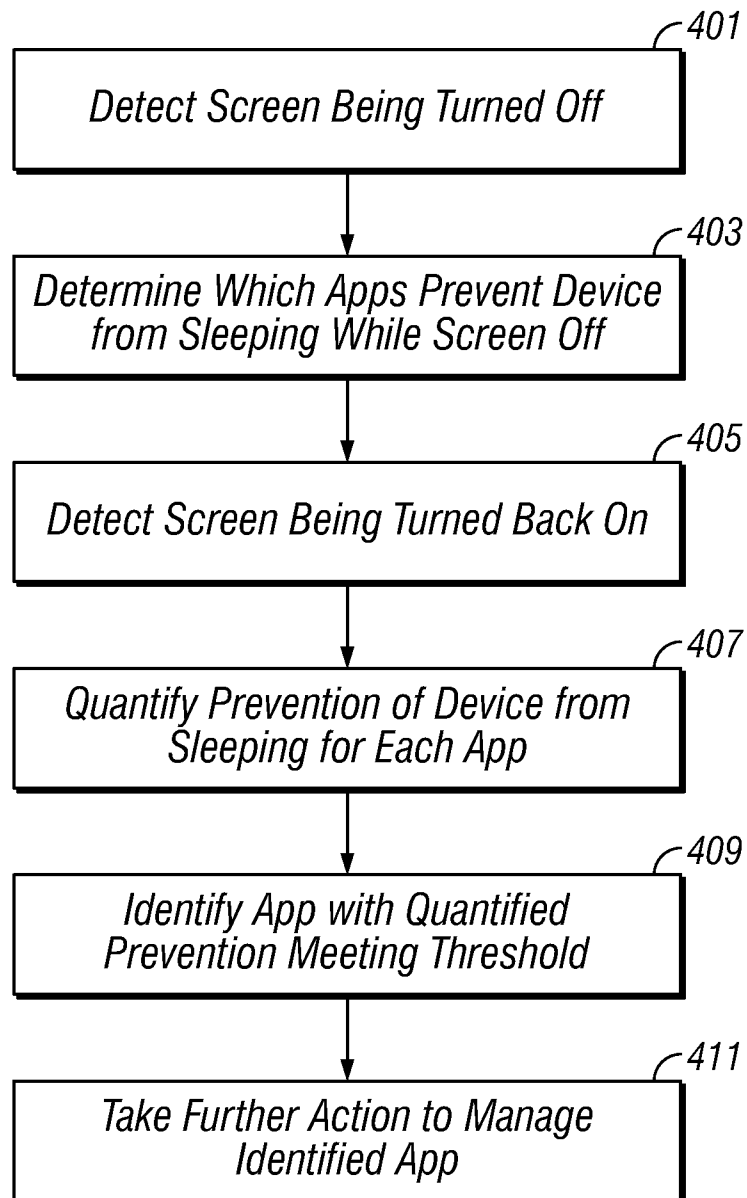 401
Detect Screen Being Turned Off
403
Determine Which Apps Prevent Device
from Sleeping While Screen Off
405
Detect Screen Being Turned Back On
407
Quantify Prevention of Device from
Sleeping for Each App
409
Identify App with Quantified
Prevention Meeting Threshold
411
Take Further Action to Manage
Identified App